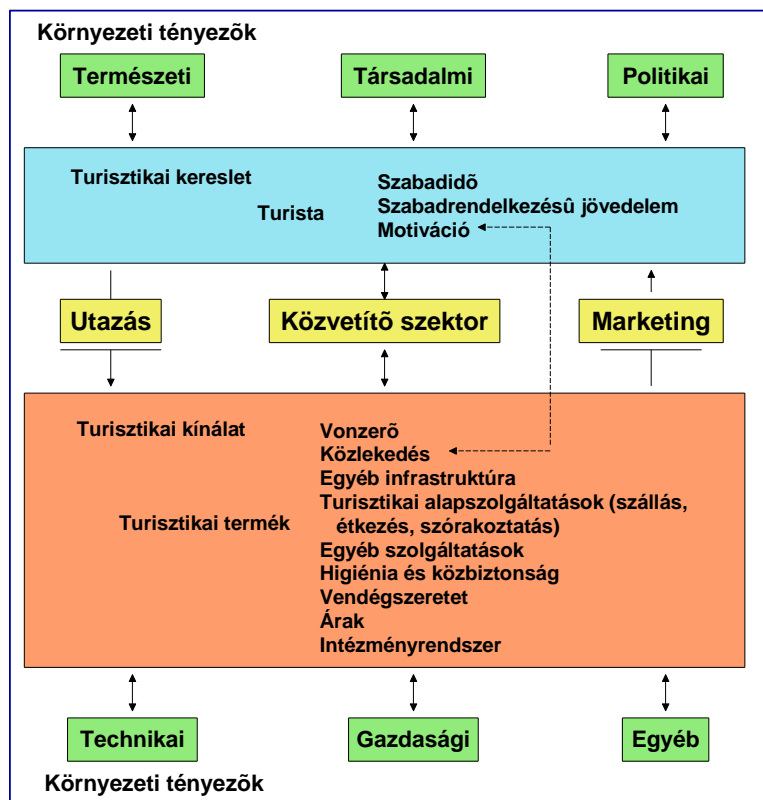 Környezeti tényezõk
Természeti
Társadalmi
Politikai
Turisztikai kereslet
Turista
Szabadidõ
Szabadrendelkezésû jövedelem
Motiváció
Utazás
Közvetítõ szektor
Marketing
Turisztikai kínálat
Turisztikai termék
Vonzerõ
Közlekedés
Egyéb infrastruktúra
Turisztikai alapszolgáltatások (szállás,
étkezés, szórakoztatás)
Egyéb szolgáltatások
Higiénia és közbiztonság
Vendégszeretet
Árak
Intézményrendszer
Technikai
Gazdasági
Egyéb
Környezeti tényezõk